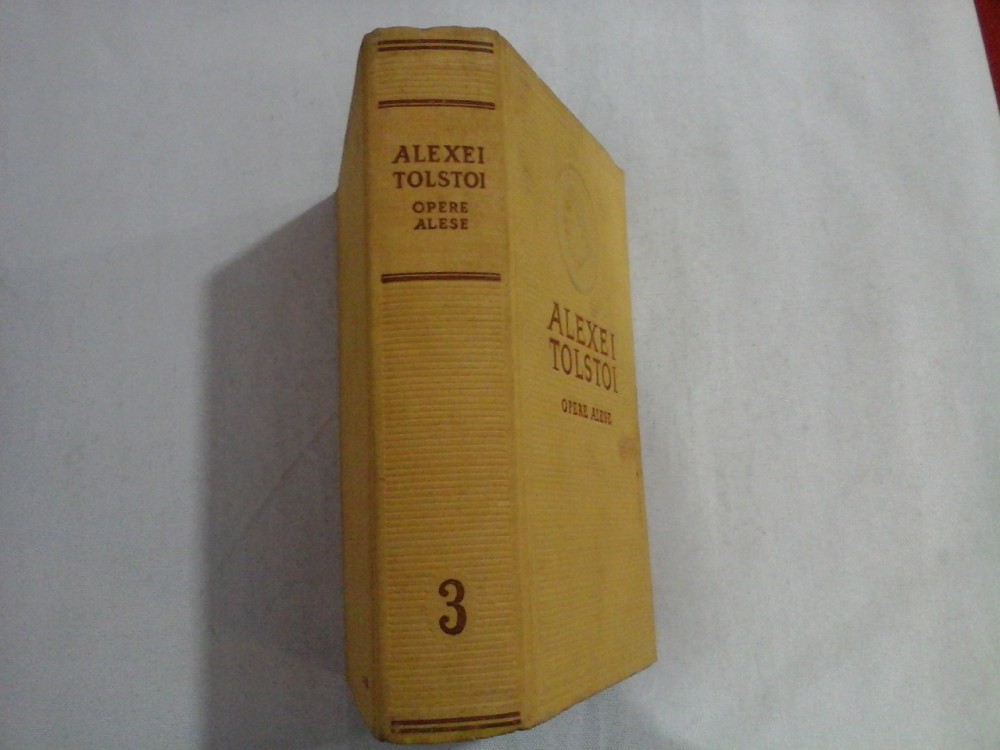 ALEXEI
TOLSTOI
OPERE
ALESE
3
ALEXEI
TOLSTOI
OPERE ALESE